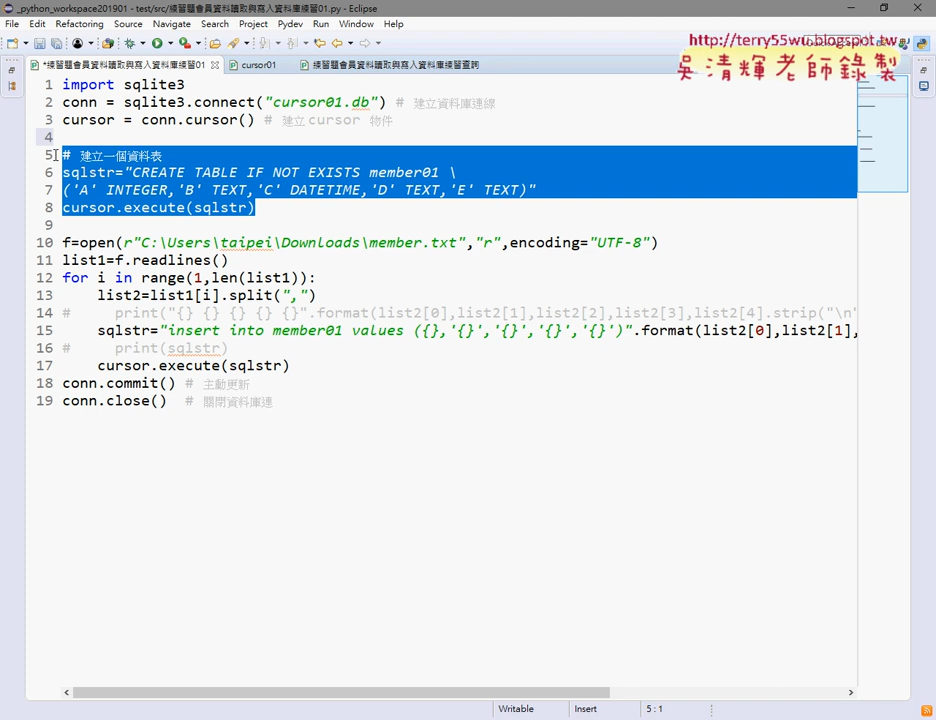 _python_workspace201901 - test/src/練習題會員資料讀取與寫入資料庫練習01.py - Eclipse
File Edit Refactoring Source Navigate Search Project Pydev Run Window Help
http://terry55wu.blogspot.tw
吳清輝老師錄製
*練習題會員資料讀取與寫入資料庫練習01 cursor01 練習題會員資料讀取與寫入資料庫練習查詢
1 import sqlite3
2 conn = sqlite3.connect("cursor01.db") # 建立資料庫連線
3 cursor = conn.cursor() # 建立 cursor 物件
4
5 # 建立一個資料表
6 sqlstr="CREATE TABLE IF NOT EXISTS member01 \
7 ('A' INTEGER,'B' TEXT,'C' DATETIME,'D' TEXT,'E' TEXT)"
8 cursor.execute(sqlstr)
9
10 f=open(r"C:\Users\taipei\Downloads\member.txt","r",encoding="UTF-8")
11 list1=f.readlines()
12 for i in range(1,len(list1)):
13 list2=list1[i].split(",")
14 # print("{} {} {} {} {}".format(list2[0],list2[1],list2[2],list2[3],list2[4].strip("\n"
15 sqlstr="insert into member01 values ({},'{}','{}','{}','{}')".format(list2[0],list2[1],
16 # print(sqlstr)
17 cursor.execute(sqlstr)
18 conn.commit() # 主動更新
19 conn.close() # 關閉資料庫連
Writable Insert 5 : 1